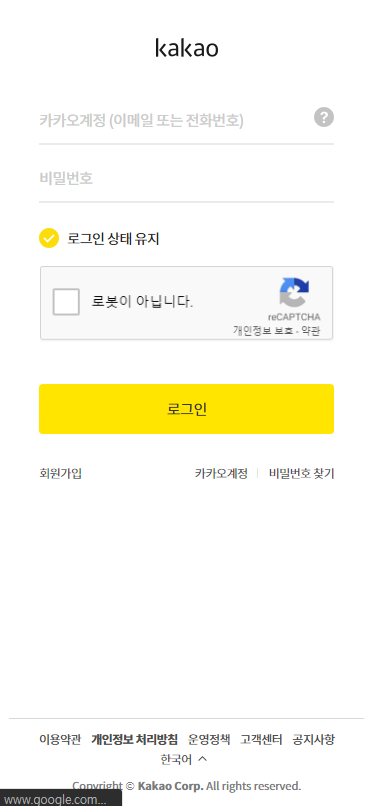 kakao
카카오계정 (이메일 또는 전화번호)
?
비밀번호
로그인 상태 유지
로봇이 아닙니다.
reCAPTCHA
개인정보 보호 - 약관
로그인
회원가입 카카오계정 비밀번호 찾기
이용약관 개인정보 처리방침 운영정책 고객센터 공지사항
한국어
Copyright © Kakao Corp. All rights reserved.
www.google.com...